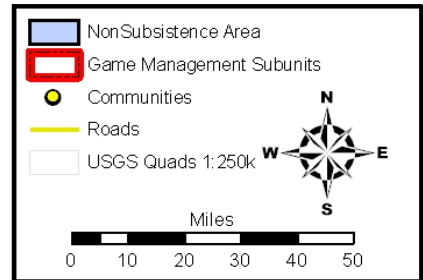 NonSubsistence Area
Game Management Subunits
Communities
Roads
USGS Quads 1:250k
N
W E
S
Miles
0 10 20 30 40 50